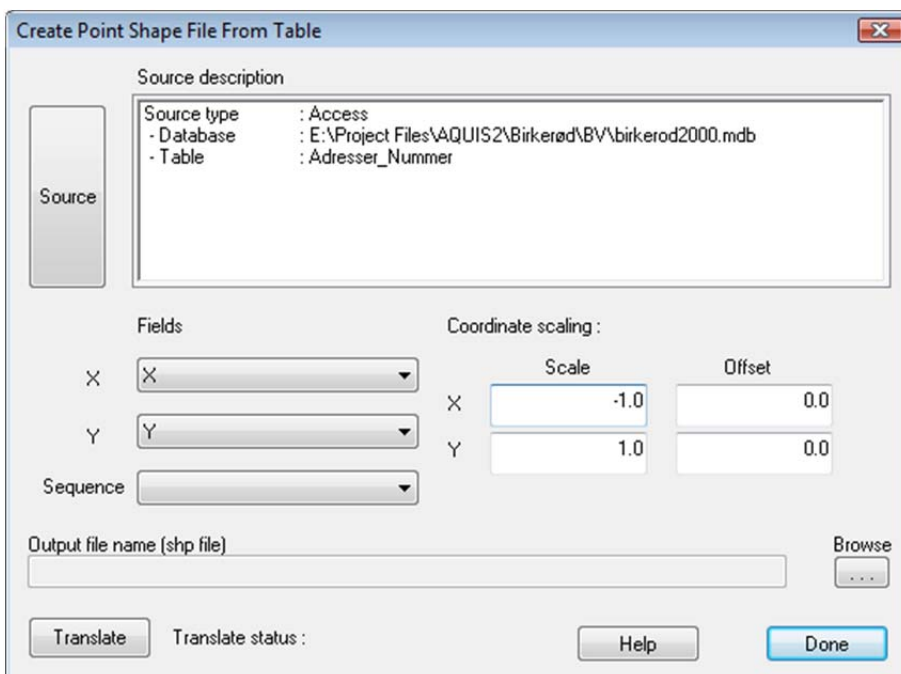 Create Point Shape File From Table
Source description
Source type : Access
- Database : E:\Project Files\AQUIS2\Birkerød\BV\birkerod2000.mdb
- Table : Adresser_Nummer
Source
Fields
Coordinate scaling :
Scale Offset
X X
X -1.0 0.0
Y Y
Y 1.0 0.0
Sequence
Output file name (shp file)
Browse
...
Translate Translate status : Help Done